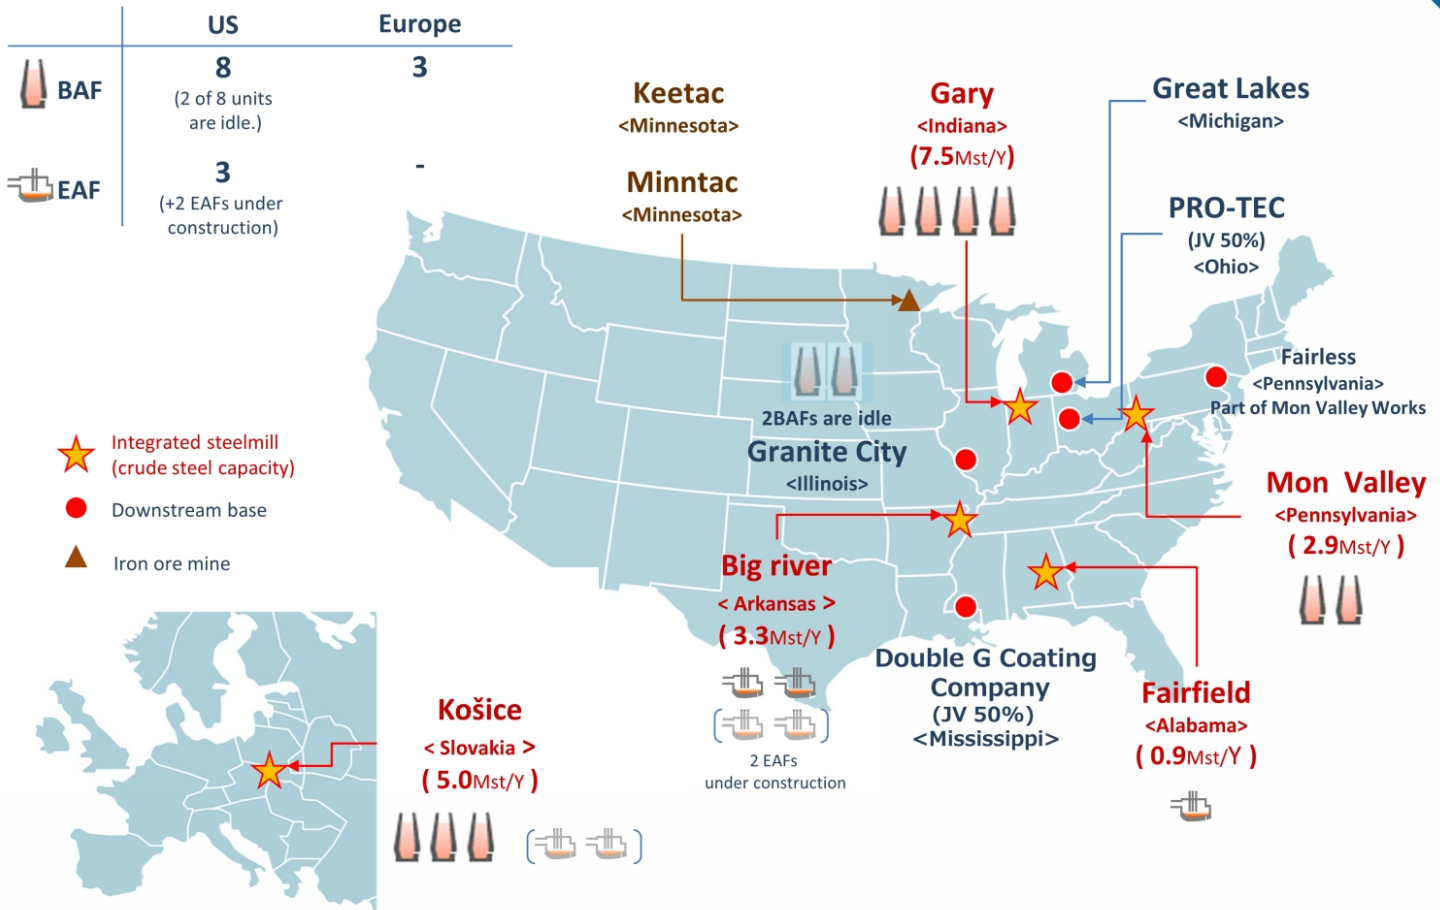 US Europe
BAF 8 3
(2 of 8 units
are idle.)
EAF 3 -
(+2 EAFs under
construction)
Keetac
<Minnesota>
Minntac
<Minnesota>
Gary
<Indiana>
(7.5Mst/Y)
Great Lakes
<Michigan>
PRO-TEC
(JV 50%)
<Ohio>
Fairless
<Pennsylvania>
Part of Mon Valley Works
2BAFs are idle
Granite City
<Illinois>
Integrated steelmill
(crude steel capacity)
Downstream base
Iron ore mine
Mon Valley
<Pennsylvania>
( 2.9Mst/Y )
Big river
< Arkansas >
( 3.3Mst/Y )
2 EAFs
under construction
Double G Coating
Company
(JV 50%)
<Mississippi>
Fairfield
<Alabama>
( 0.9Mst/Y )
Košice
< Slovakia >
( 5.0Mst/Y )